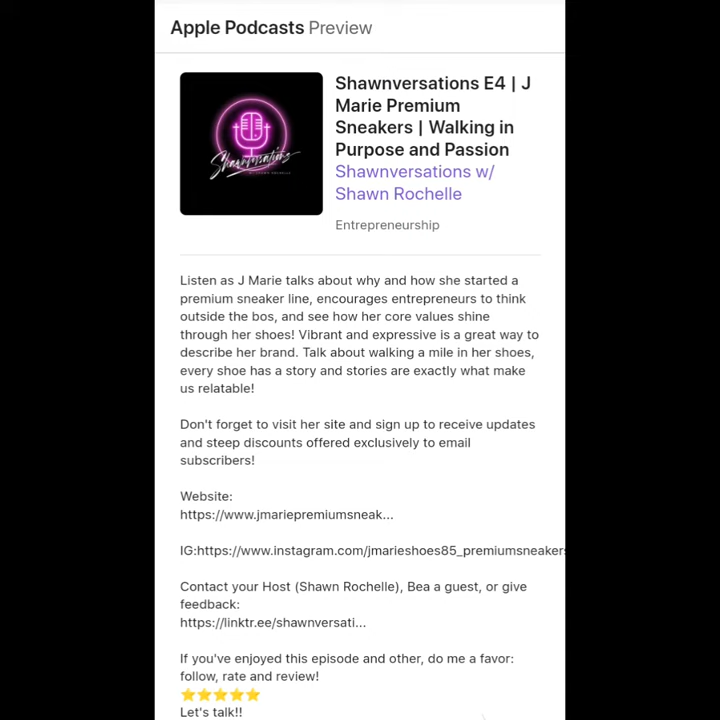 Apple Podcasts Preview
Shawnversations
Shawnversations E4 | J
Marie Premium
Sneakers | Walking in
Purpose and Passion
Shawnversations w/
Shawn Rochelle
Entrepreneurship
Listen as J Marie talks about why and how she started a
premium sneaker line, encourages entrepreneurs to think
outside the bos, and see how her core values shine
through her shoes! Vibrant and expressive is a great way to
describe her brand. Talk about walking a mile in her shoes,
every shoe has a story and stories are exactly what make
us relatable!
Don't forget to visit her site and sign up to receive updates
and steep discounts offered exclusively to email
subscribers!
Website:
https://www.jmariepremiumsneak...
IG:https://www.instagram.com/jmarieshoes85_premiumsneakers
Contact your Host (Shawn Rochelle), Bea a guest, or give
feedback:
https://linktr.ee/shawnversati...
If you've enjoyed this episode and other, do me a favor:
follow, rate and review!
⭐⭐⭐⭐⭐
Let's talk!!